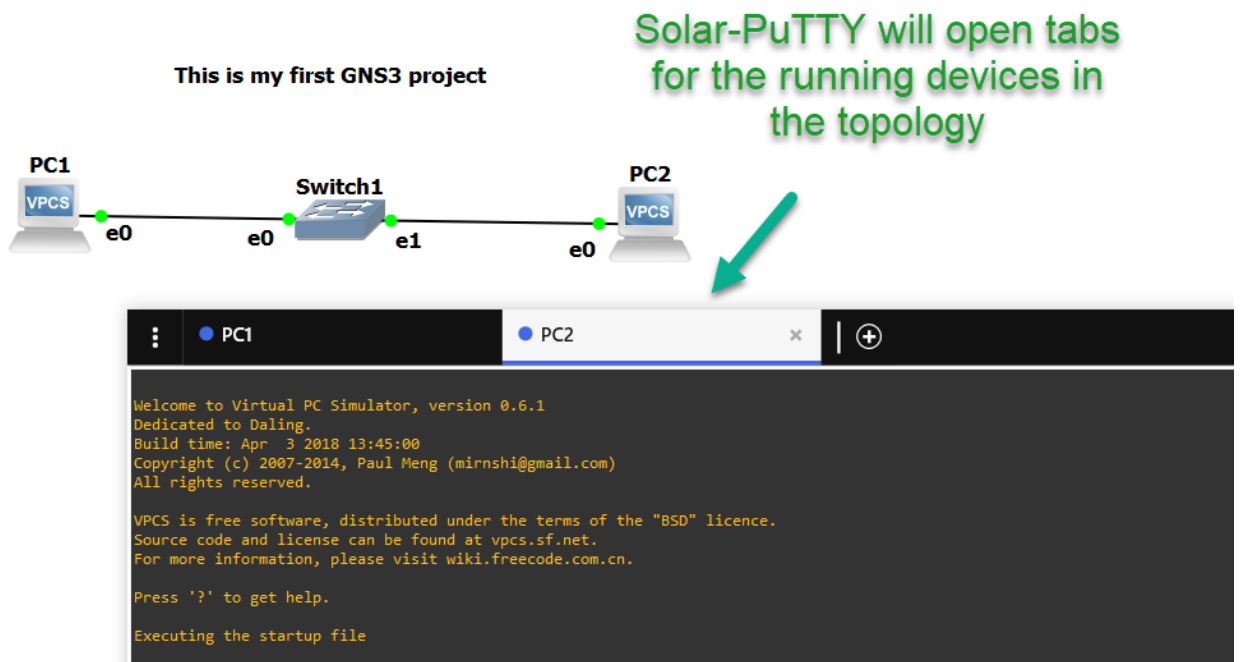 Solar-PuTTY will open tabs
for the running devices in
the topology
This is my first GNS3 project
PC1
VPCS
e0
Switch1
e0
e1
PC2
VPCS
e0
PC1
PC2
Welcome to Virtual PC Simulator, version 0.6.1
Dedicated to Daling.
Build time: Apr  3 2018 13:45:00
Copyright (c) 2007-2014, Paul Meng (mirnshi@gmail.com)
All rights reserved.
VPCS is free software, distributed under the terms of the "BSD" licence.
Source code and license can be found at vpcs.sf.net.
For more information, please visit wiki.freecode.com.cn.
Press '?' to get help.
Executing the startup file